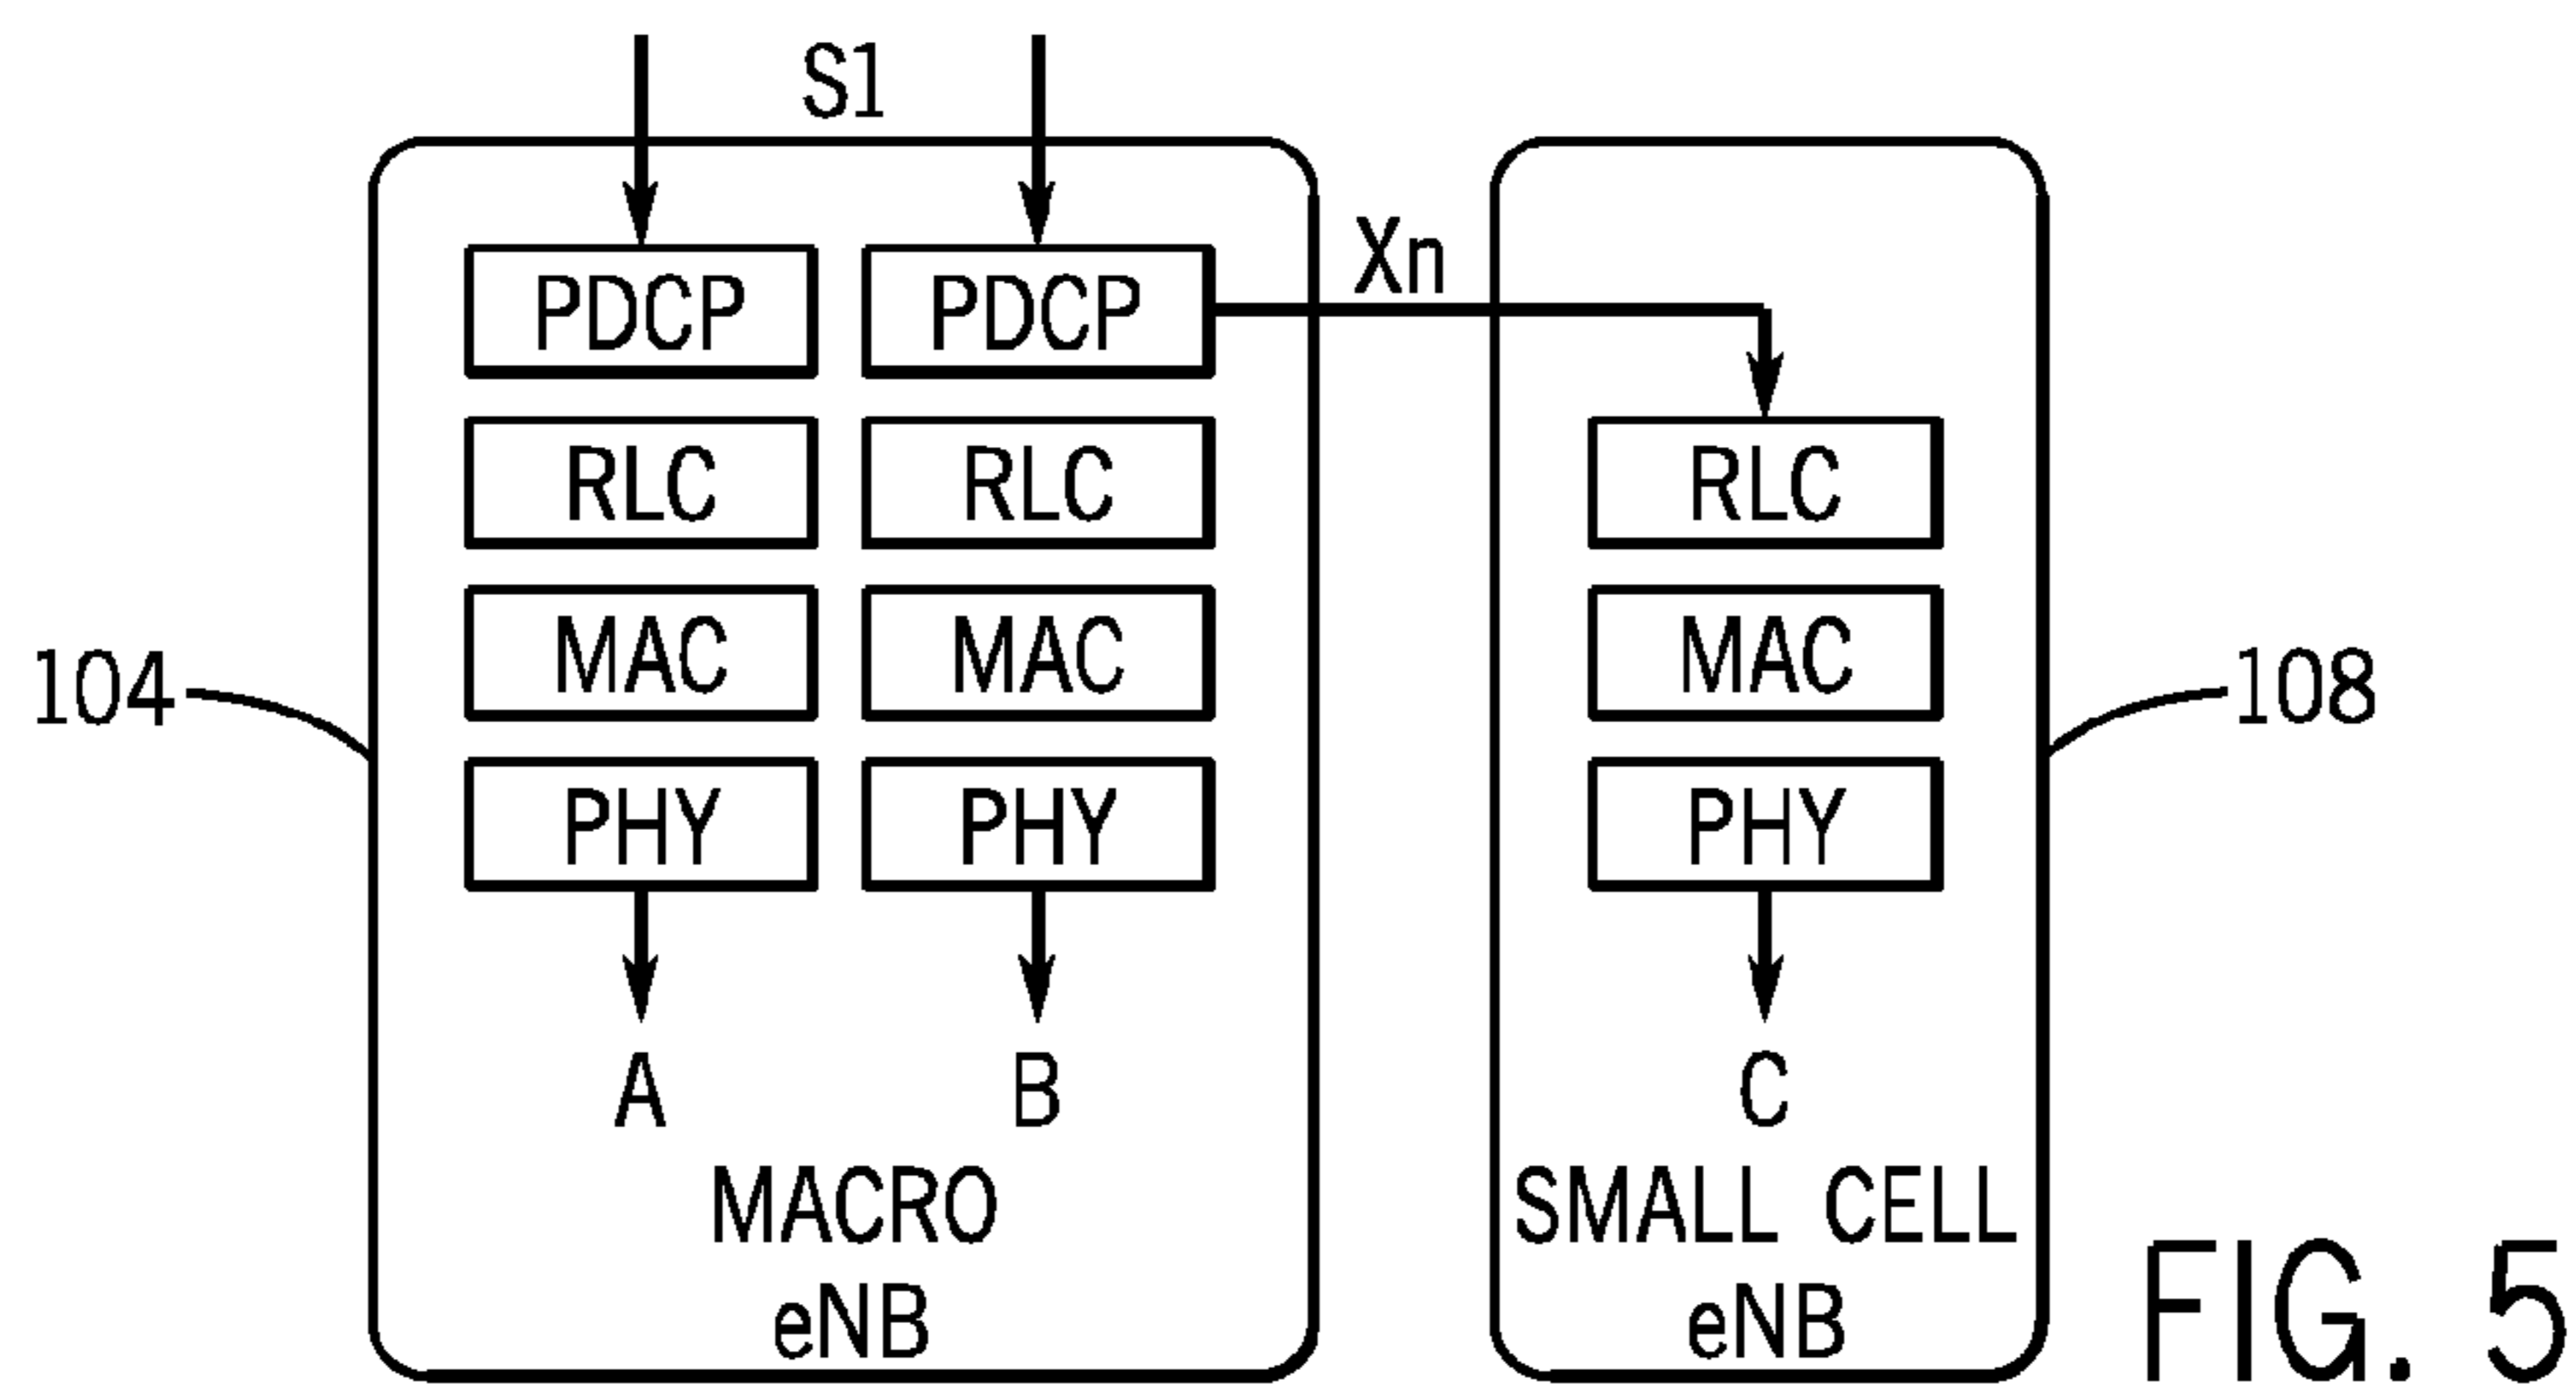 S1
Xn
PDCP PDCP
RLC RLC RLC
MAC MAC MAC
104 108
PHY PHY PHY
A B C
MACRO
eNB
SMALL CELL
eNB
FIG. 5